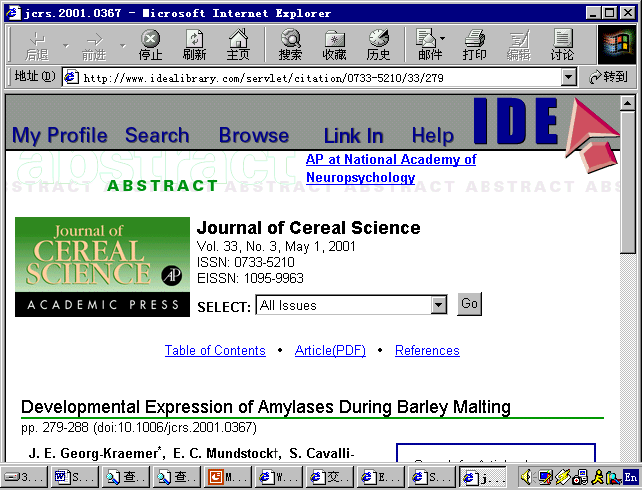 jcrs.2001.0367 - Microsoft Internet Explorer
后退 前进 停止 刷新 主页 搜索 收藏 历史 邮件 打印 编辑 讨论
地址(D) http://www.idealibrary.com/servlet/citation/0733-5210/33/279 转到
My Profile Search Browse Link In Help IDE
abstract
AP at National Academy of
Neuropsychology
ABSTRACT ABSTRACT ABSTRACT ABSTRACT ABSTRACT ABS
Journal of
CEREAL
SCIENCE
AP
ACADEMIC PRESS
Journal of Cereal Science
Vol. 33, No. 3, May 1, 2001
ISSN: 0733-5210
EISSN: 1095-9963
SELECT: All Issues Go
Table of Contents • Article(PDF) • References
Developmental Expression of Amylases During Barley Malting
pp. 279-288 (doi:10.1006/jcrs.2001.0367)
J. E. Georg-Kraemer*, E. C. Mundstock†, S. Cavalli-
3... S... 查... 查... M... W... 交... E... S... j... En